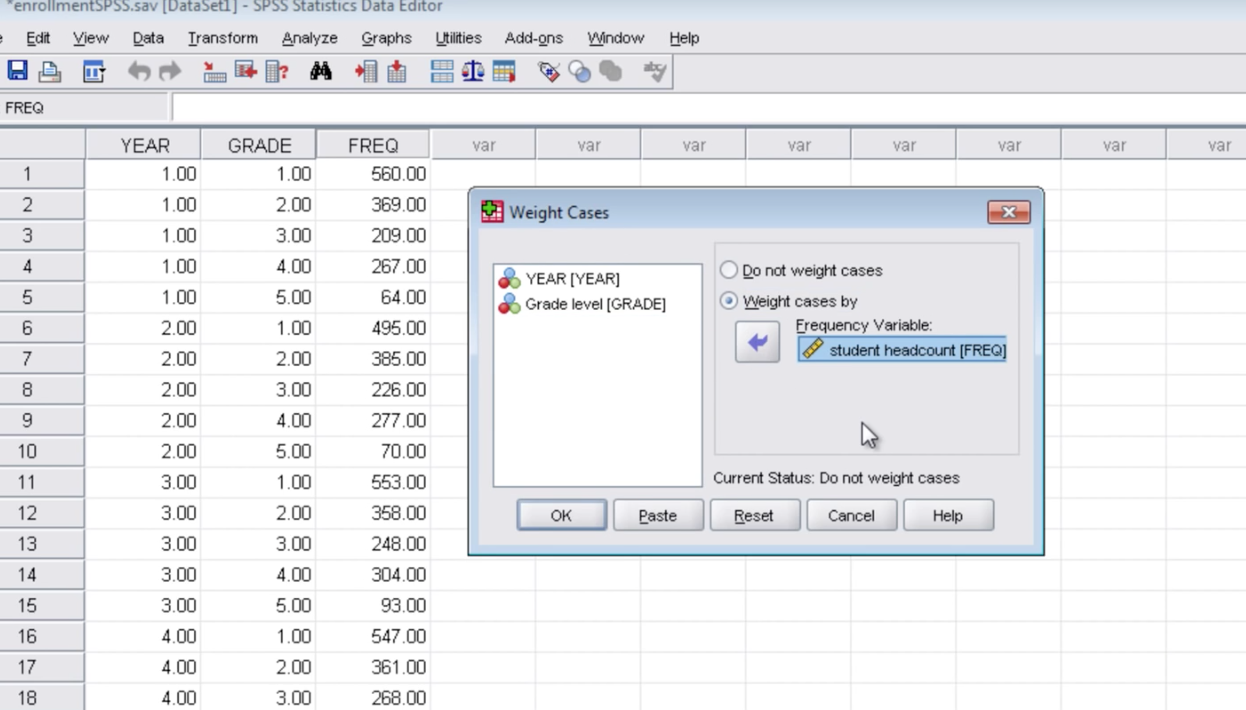 *enrollmentSPSS.sav [DataSet1] - SPSS Statistics Data Editor
e Edit View Data Transform Analyze Graphs Utilities Add-ons Window Help
FREQ
YEAR GRADE FREQ var var var var var var var var
1 1.00 1.00 560.00
2 1.00 2.00 369.00
3 1.00 3.00 209.00
4 1.00 4.00 267.00
5 1.00 5.00 64.00
6 2.00 1.00 495.00
7 2.00 2.00 385.00
8 2.00 3.00 226.00
9 2.00 4.00 277.00
10 2.00 5.00 70.00
11 3.00 1.00 553.00
12 3.00 2.00 358.00
13 3.00 3.00 248.00
14 3.00 4.00 304.00
15 3.00 5.00 93.00
16 4.00 1.00 547.00
17 4.00 2.00 361.00
18 4.00 3.00 268.00
Weight Cases
YEAR [YEAR]
Grade level [GRADE]
Do not weight cases
Weight cases by
Frequency Variable:
student headcount [FREQ]
Current Status: Do not weight cases
OK Paste Reset Cancel Help